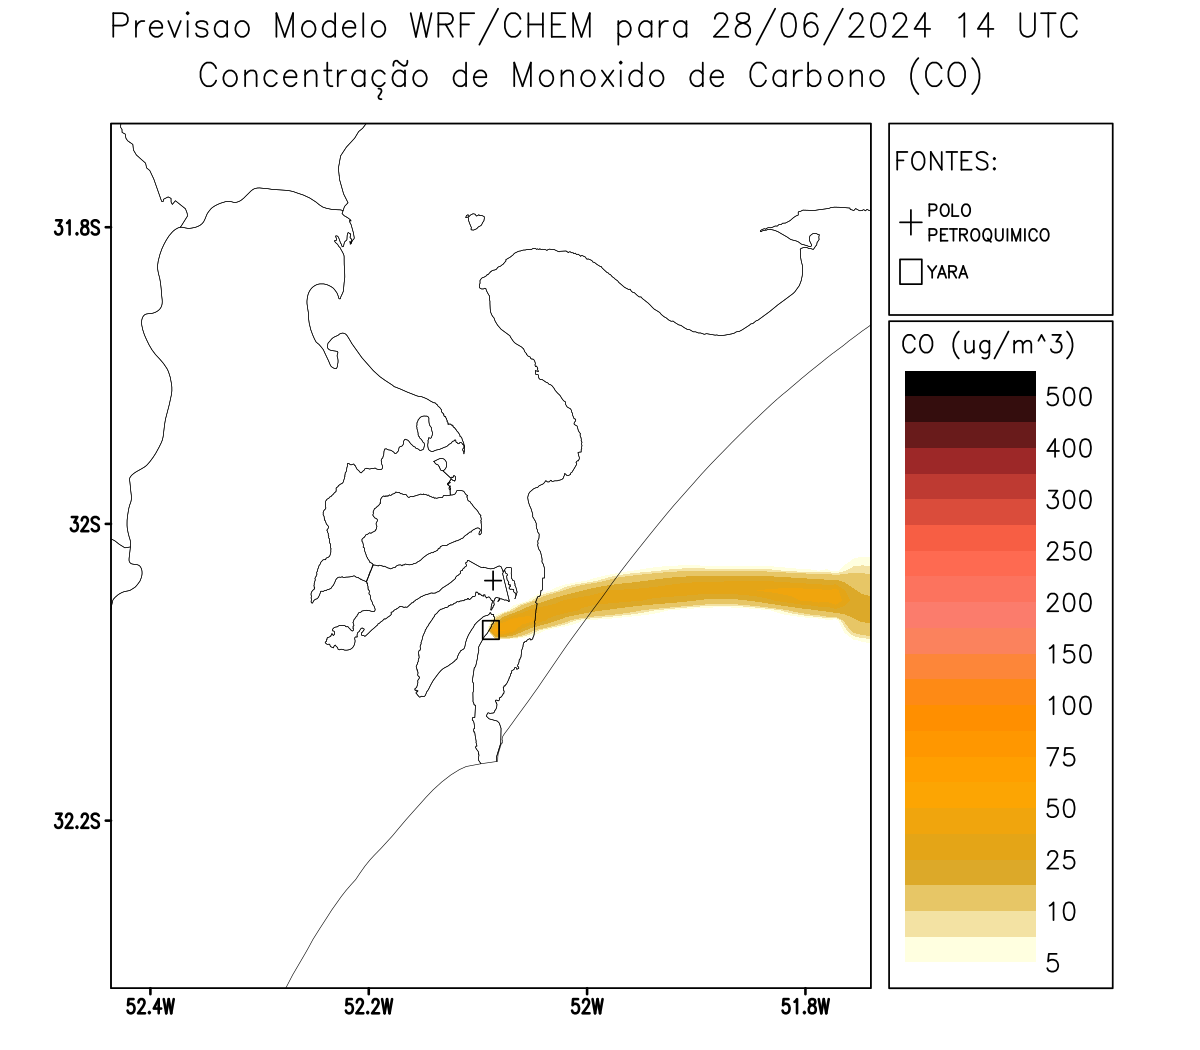 Previsao Modelo WRF/CHEM para 28/06/2024 14 UTC
Concentração de Monoxido de Carbono (CO)
FONTES:
POLO
PETROQUIMICO
YARA
CO (ug/m^3)
500
400
300
250
200
150
100
75
50
25
10
5
31.8S
32S
32.2S
52.4W
52.2W
52W
51.8W